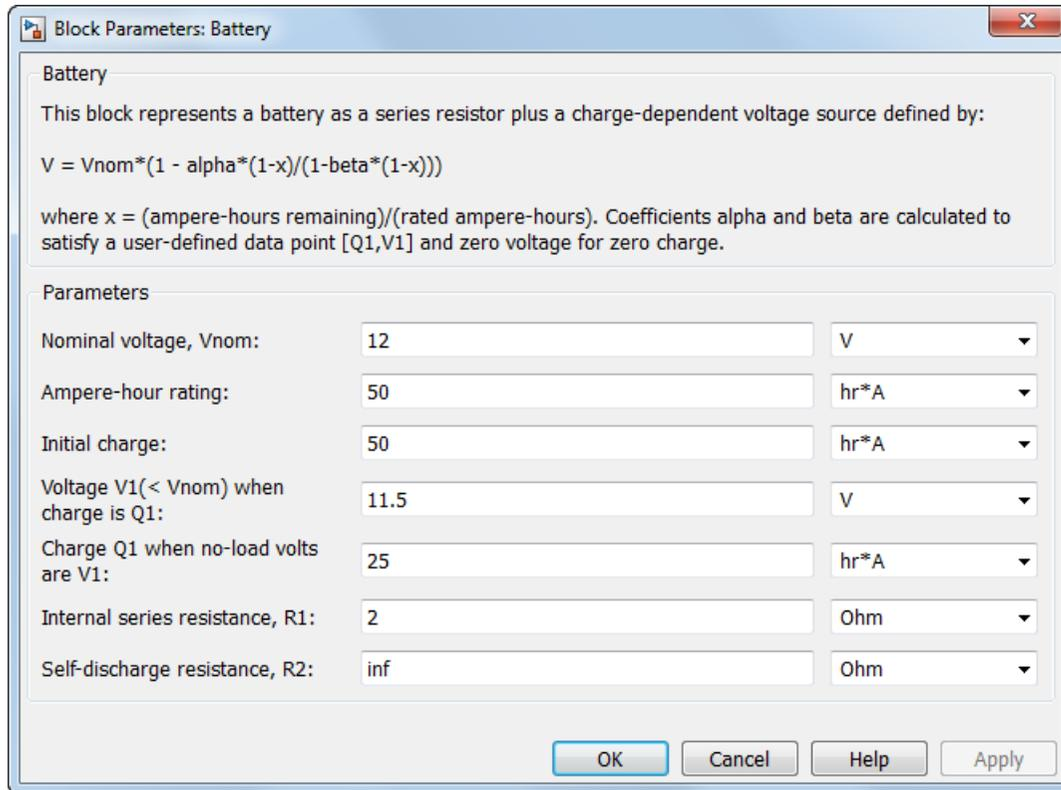 Block Parameters: Battery
Battery
This block represents a battery as a series resistor plus a charge-dependent voltage source defined by:
V = Vnom*(1 - alpha*(1-x)/(1-beta*(1-x)))
where x = (ampere-hours remaining)/(rated ampere-hours). Coefficients alpha and beta are calculated to
satisfy a user-defined data point [Q1,V1] and zero voltage for zero charge.
Parameters
Nominal voltage, Vnom: 12 V
Ampere-hour rating: 50 hr*A
Initial charge: 50 hr*A
Voltage V1(< Vnom) when
charge is Q1: 11.5 V
Charge Q1 when no-load volts
are V1: 25 hr*A
Internal series resistance, R1: 2 Ohm
Self-discharge resistance, R2: inf Ohm
OK Cancel Help Apply